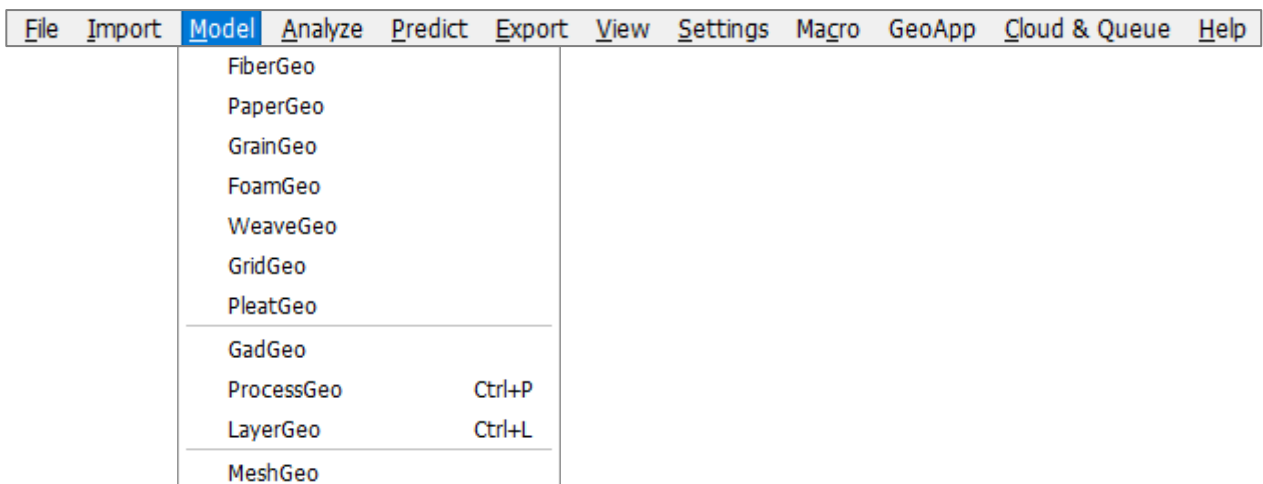 File Import Model Analyze Predict Export View Settings Macro GeoApp Cloud & Queue Help
FiberGeo
PaperGeo
GrainGeo
FoamGeo
WeaveGeo
GridGeo
PleatGeo
GadGeo
ProcessGeo Ctrl+P
LayerGeo Ctrl+L
MeshGeo